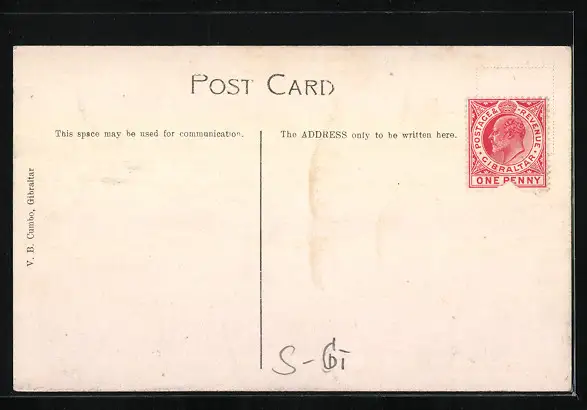 POST CARD
This space may be used for communication.
The ADDRESS only to be written here.
POSTAGE & REVENUE
GIBRALTAR
ONE PENNY
V. B. Cumbo, Gibraltar